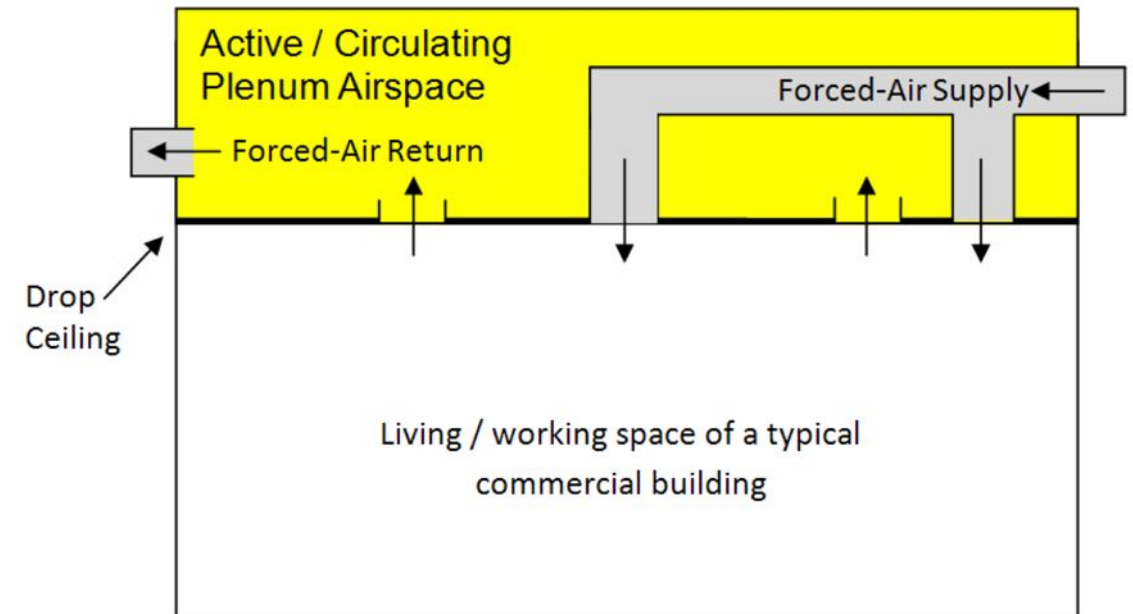 Active / Circulating
Plenum Airspace
Forced-Air Supply
Forced-Air Return
Drop
Ceiling
Living / working space of a typical
commercial building